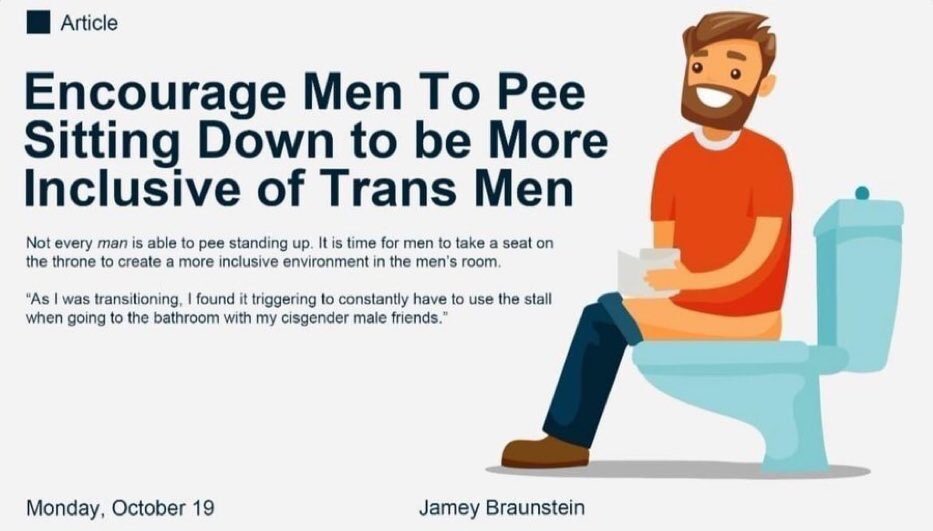 Article
Encourage Men To Pee
Sitting Down to be More
Inclusive of Trans Men
Not every man is able to pee standing up. It is time for men to take a seat on
the throne to create a more inclusive environment in the men's room.
“As I was transitioning, I found it triggering to constantly have to use the stall
when going to the bathroom with my cisgender male friends.”
Monday, October 19
Jamey Braunstein